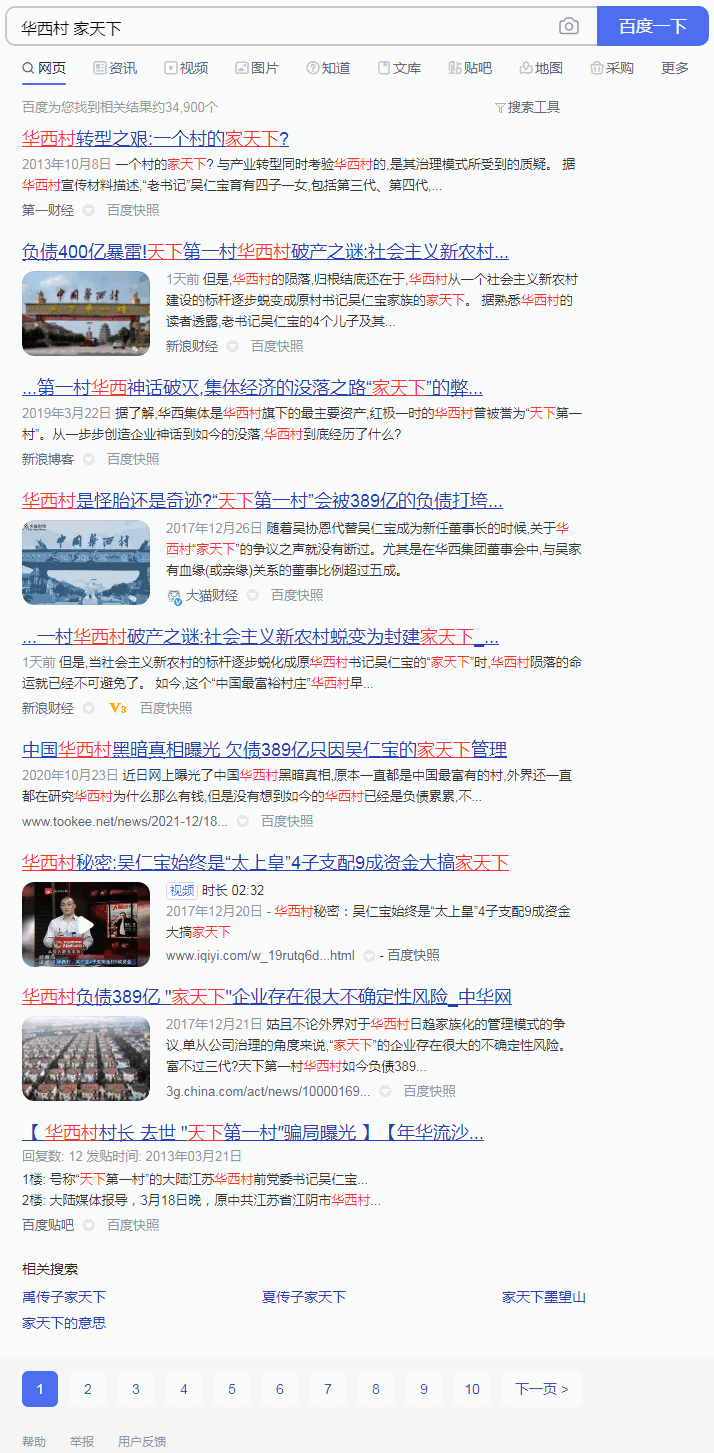 华西村 家天下
百度一下
网页 资讯 视频 图片 知道 文库 贴吧 地图 采购 更多
百度为您找到相关结果约34,900个
搜索工具
华西村转型之艰:一个村的家天下?
2013年10月8日 一个村的家天下? 与产业转型同时考验华西村的,是其治理模式所受到的质疑。 据
华西村宣传材料描述,“老书记”吴仁宝育有四子一女,包括第三代、第四代,...
第一财经 百度快照
负债400亿暴雷!天下第一村华西村破产之谜:社会主义新农村...
中国华西村
天下第一村
1天前 但是,华西村的陨落,归根结底还在于,华西村从一个社会主义新农村
建设的标杆逐步蜕变成原村书记吴仁宝家族的家天下。 据熟悉华西村的
读者透露,老书记吴仁宝的4个儿子及其...
新浪财经 百度快照
...第一村华西神话破灭,集体经济的没落之路“家天下”的弊...
2019年3月22日 据了解,华西集体是华西村旗下的最主要资产,红极一时的华西村曾被誉为“天下第一
村”。从一步步创造企业神话到如今的没落,华西村到底经历了什么?
新浪博客 百度快照
华西村是怪胎还是奇迹?“天下第一村”会被389亿的负债打垮...
中国华西村
2017年12月26日 随着吴协恩代替吴仁宝成为新任董事长的时候,关于华
西村“家天下”的争议之声就没有断过。尤其是在华西集团董事会中,与吴家
有血缘(或亲缘)关系的董事比例超过五成。
大猫财经 百度快照
...一村华西村破产之谜:社会主义新农村蜕变为封建家天下_...
1天前 但是,当社会主义新农村的标杆逐步蜕化成原华西村书记吴仁宝的“家天下”时,华西村陨落的命
运就已经不可避免了。 如今,这个“中国最富裕村庄”华西村早...
新浪财经 V3 百度快照
中国华西村黑暗真相曝光 欠债389亿只因吴仁宝的家天下管理
2020年10月23日 近日网上曝光了中国华西村黑暗真相,原本一直都是中国最富有的村,外界还一直
都在研究华西村为什么那么有钱,但是没有想到如今的华西村已经是负债累累,不...
www.tookee.net/news/2021-12/18... 百度快照
华西村秘密:吴仁宝始终是“太上皇”4子支配9成资金大搞家天下
视频 时长 02:32
2017年12月20日 - 华西村秘密：吴仁宝始终是“太上皇”4子支配9成资金
大搞家天下
www.iqiyi.com/w_19rutq6d...html - 百度快照
华西村负债389亿 "家天下"企业存在很大不确定性风险_中华网
2017年12月21日 姑且不论外界对于华西村日趋家族化的管理模式的争
议,单从公司治理的角度来说,“家天下”的企业存在很大的不确定性风险。
富不过三代?天下第一村华西村如今负债389...
3g.china.com/act/news/10000169... 百度快照
【 华西村村长 去世 "天下第一村"骗局曝光 】【年华流沙...
回复数: 12 发贴时间: 2013年03月21日
1楼: 号称“天下第一村”的大陆江苏华西村前党委书记吴仁宝...
2楼: 大陆媒体报导，3月18日晚，原中共江苏省江阴市华西村...
百度贴吧 百度快照
相关搜索
禹传子家天下 夏传子家天下 家天下墨望山
家天下的意思
1 2 3 4 5 6 7 8 9 10 下一页 >
帮助 举报 用户反馈